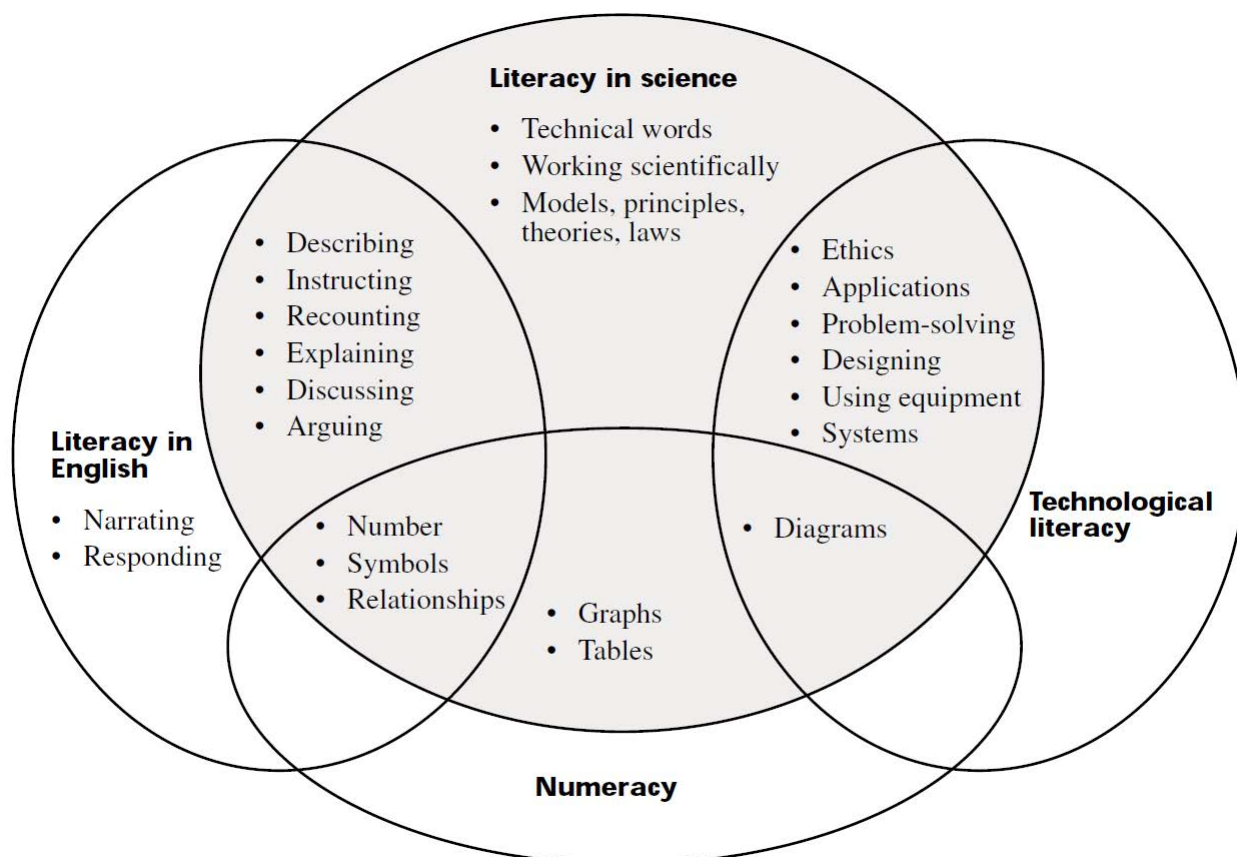 Literacy in science
• Technical words
• Working scientifically
• Models, principles,
theories, laws
• Describing
• Instructing
• Recounting
• Explaining
• Discussing
• Arguing
• Ethics
• Applications
• Problem-solving
• Designing
• Using equipment
• Systems
Literacy in
English
• Narrating
• Responding
• Number
• Symbols
• Relationships
• Graphs
• Tables
• Diagrams
Technological
literacy
Numeracy